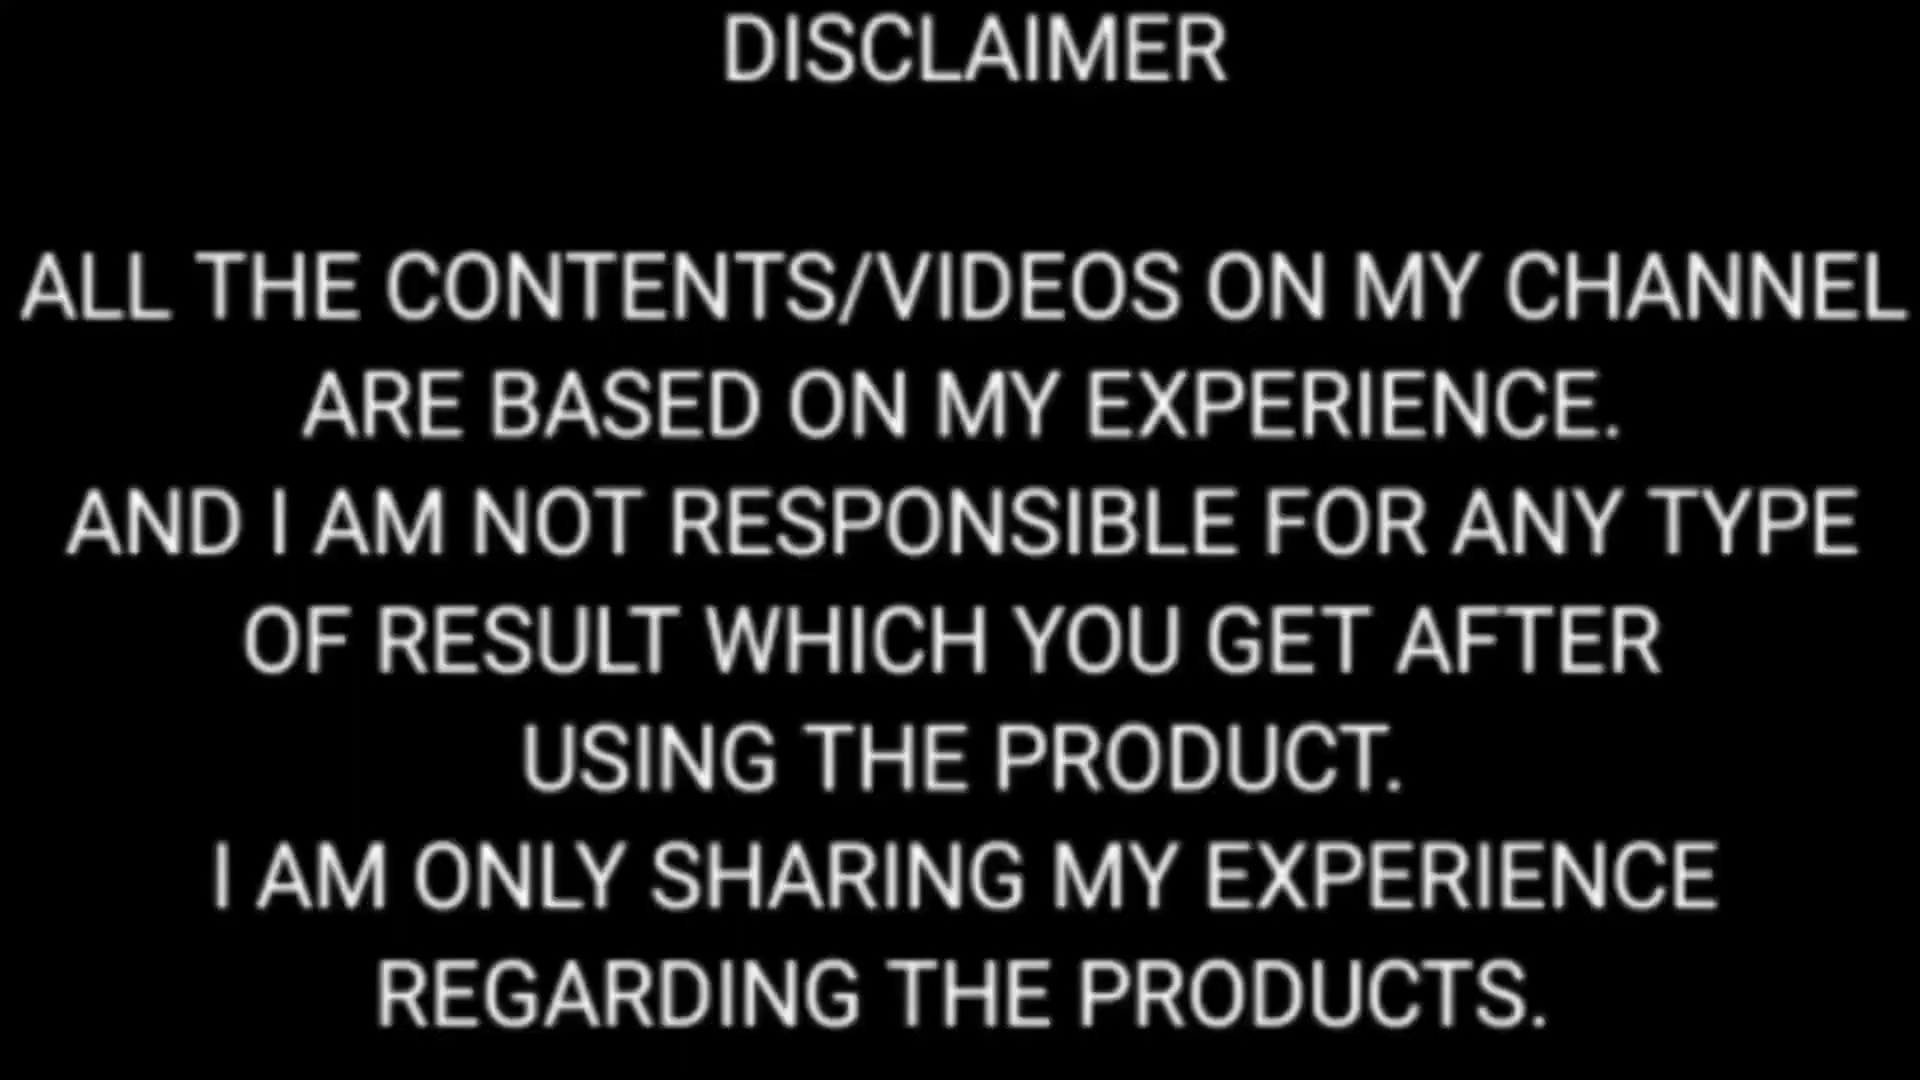 DISCLAIMER
ALL THE CONTENTS/VIDEOS ON MY CHANNEL
ARE BASED ON MY EXPERIENCE.
AND I AM NOT RESPONSIBLE FOR ANY TYPE
OF RESULT WHICH YOU GET AFTER
USING THE PRODUCT.
I AM ONLY SHARING MY EXPERIENCE
REGARDING THE PRODUCTS.